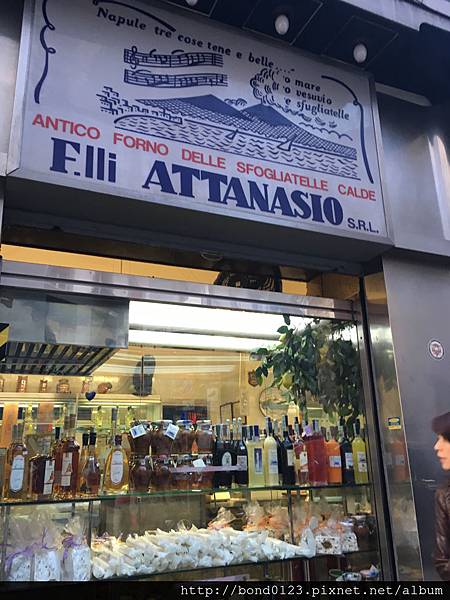 Napule tre cose tene e belle...
'o mare
'o vesuvio
e sfugliatelle
ANTICO FORNO DELLE SFOGLIATELLE CALDE
F.lli ATTANASIO S.R.L.
http://bond0123.pixnet.net/album